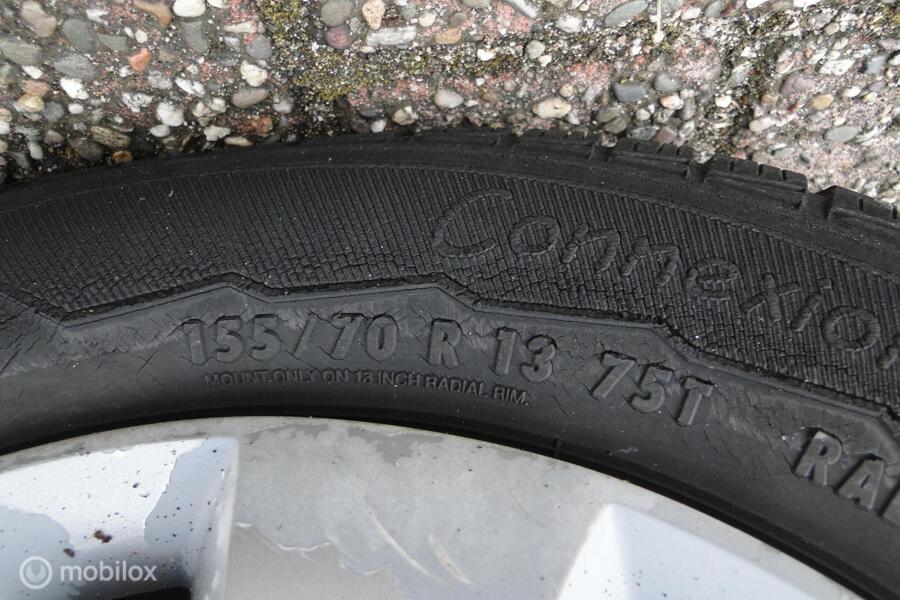 Connexion
155/70 R 13 75T
MOUNT ONLY ON 13 INCH RADIAL RIM.
mobilox